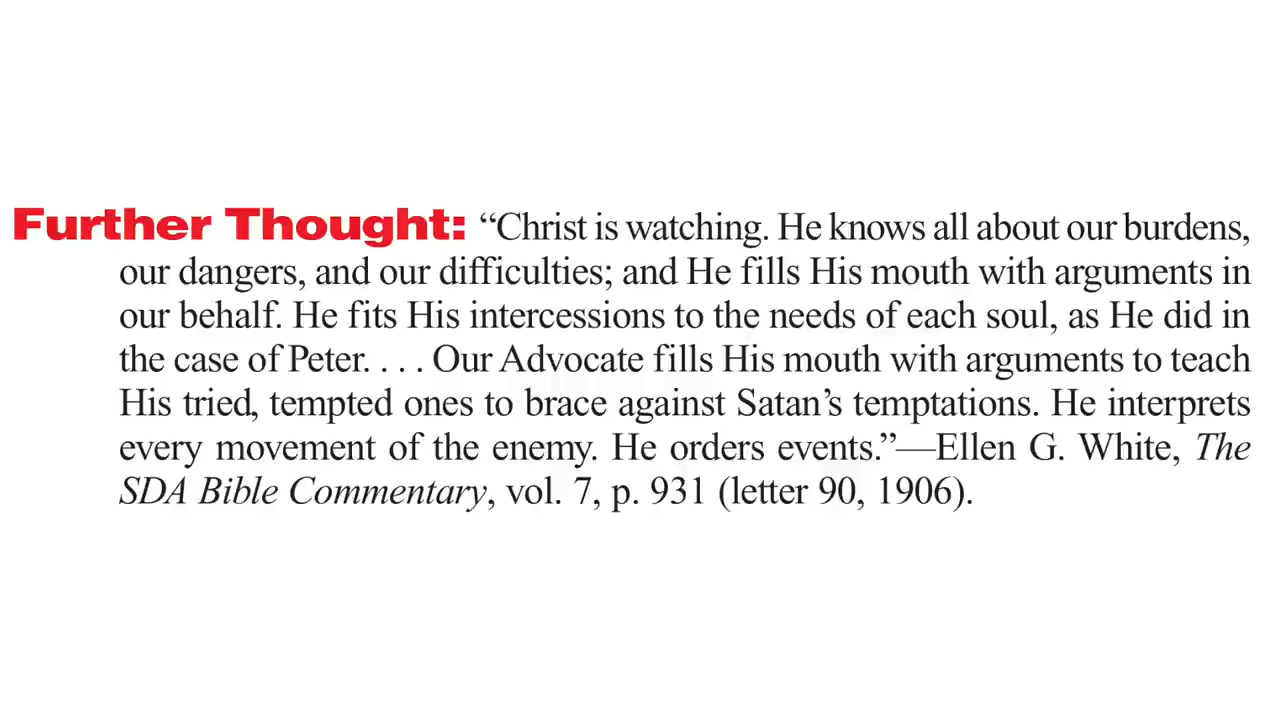 Further Thought: “Christ is watching. He knows all about our burdens,
our dangers, and our difficulties; and He fills His mouth with arguments in
our behalf. He fits His intercessions to the needs of each soul, as He did in
the case of Peter. . . . Our Advocate fills His mouth with arguments to teach
His tried, tempted ones to brace against Satan’s temptations. He interprets
every movement of the enemy. He orders events.”—Ellen G. White, The
SDA Bible Commentary, vol. 7, p. 931 (letter 90, 1906).